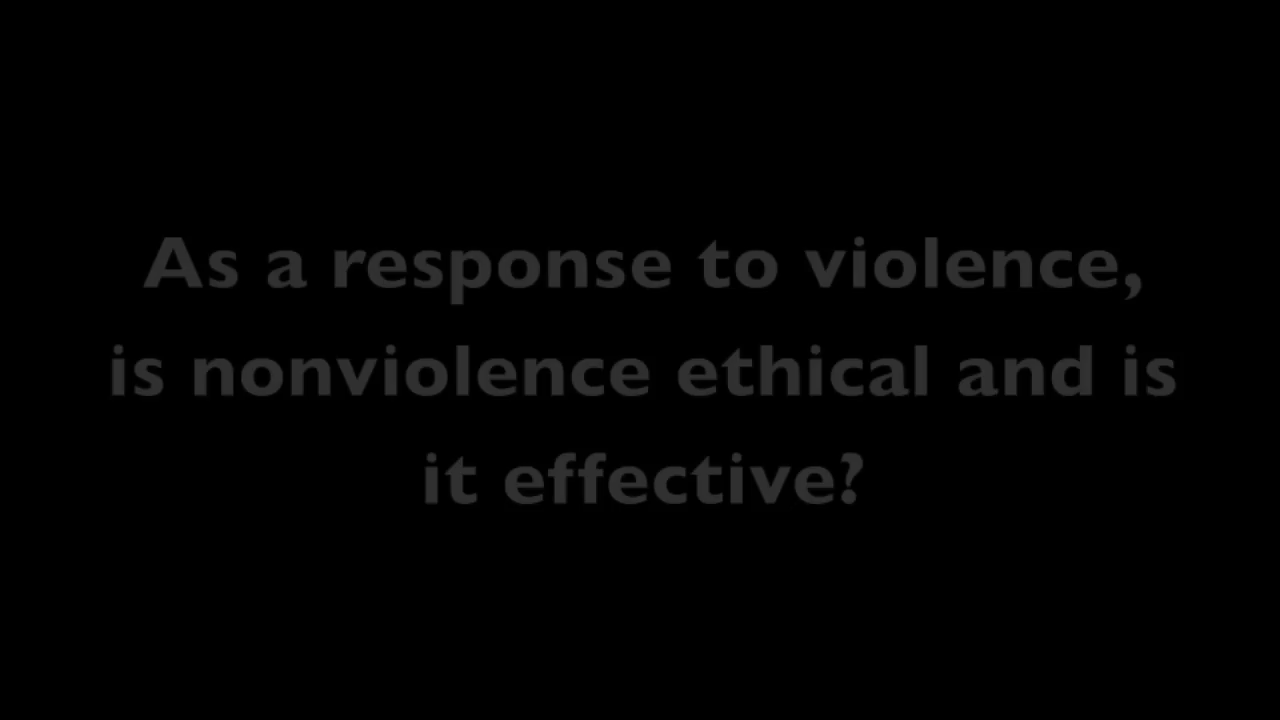 As a response to violence,
is nonviolence ethical and is
it effective?